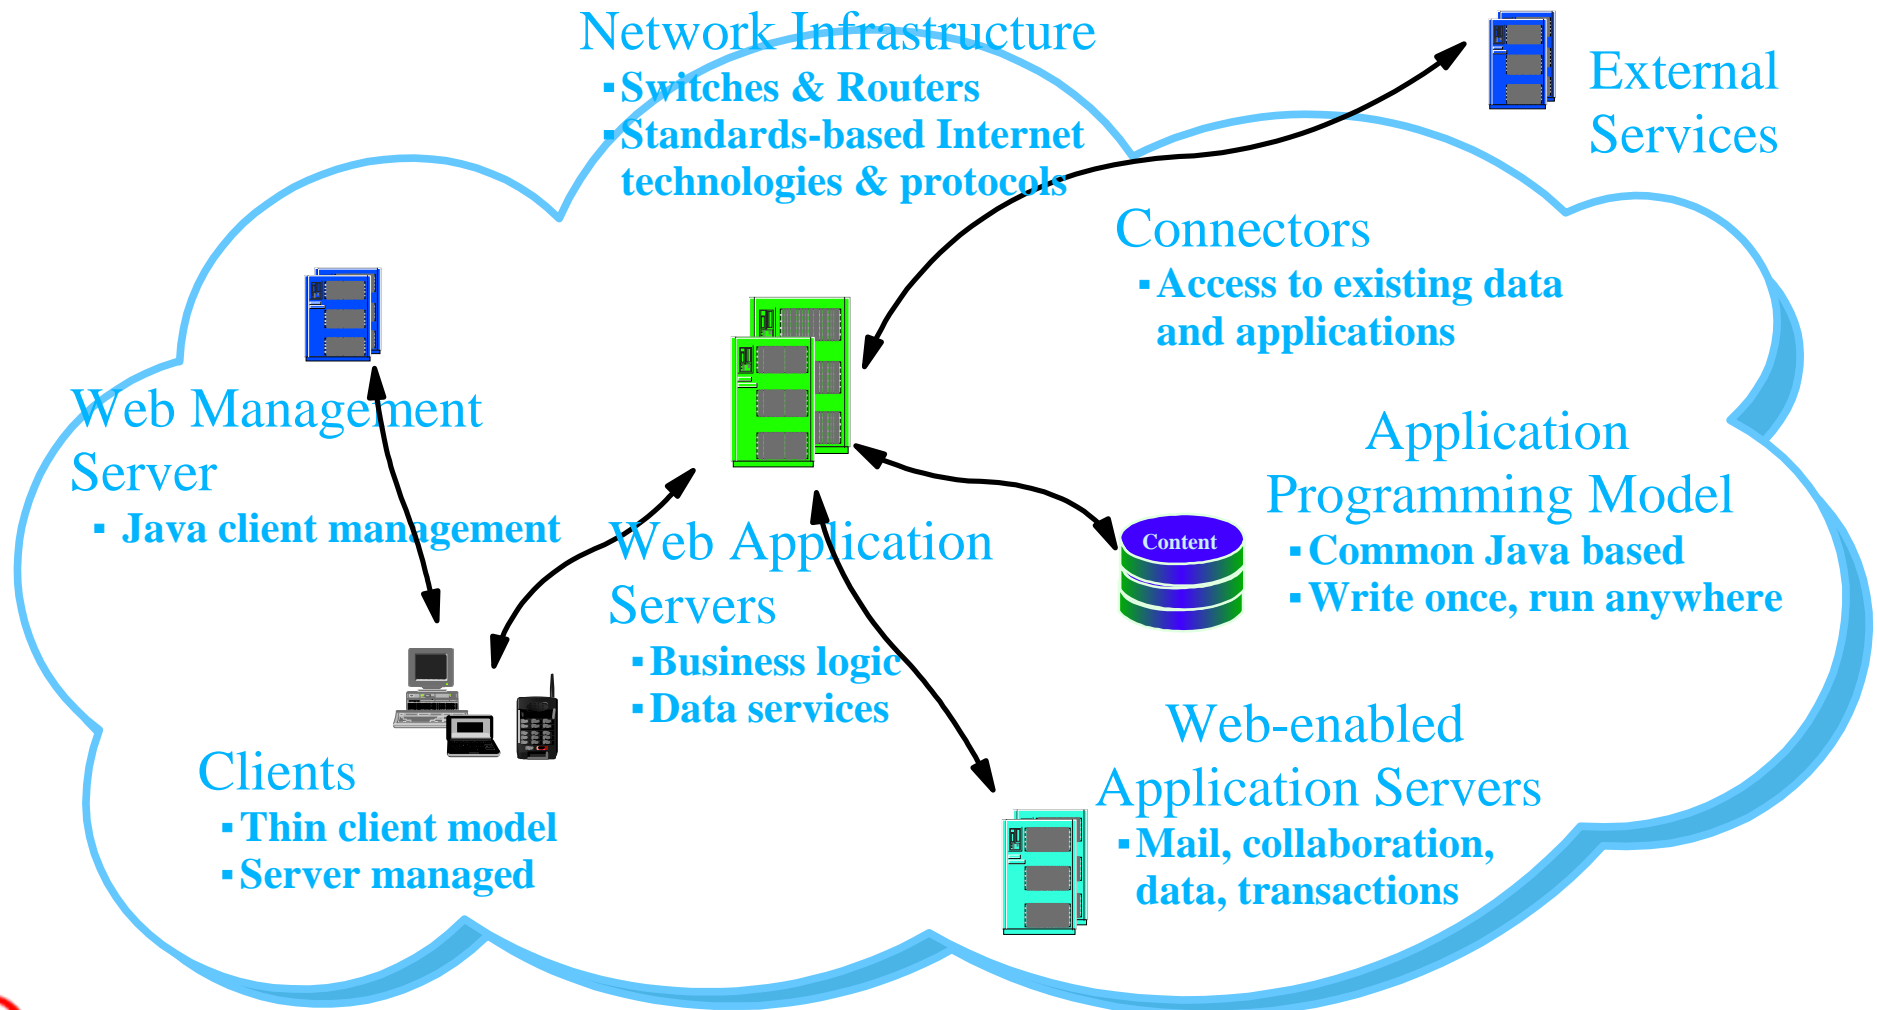 Network Infrastructure
▪Switches & Routers
▪Standards-based Internet
technologies & protocols
External
Services
Connectors
▪Access to existing data
and applications
Web Management
Server
▪ Java client management
Application
Programming Model
▪Common Java based
▪Write once, run anywhere
Content
Web Application
Servers
▪Business logic
▪Data services
Clients
▪Thin client model
▪Server managed
Web-enabled
Application Servers
▪Mail, collaboration,
data, transactions